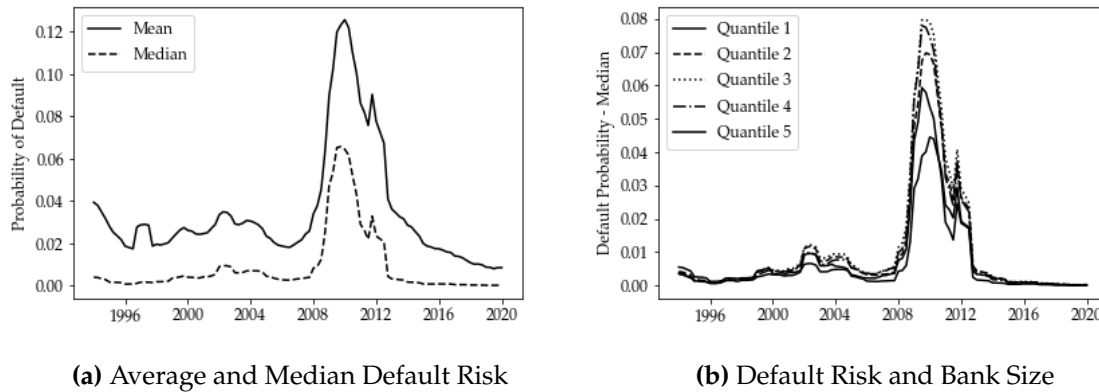 Probability of Default
0.12
0.10
0.08
0.06
0.04
0.02
0.00
Mean
Median
1996 2000 2004 2008 2012 2016 2020
(a) Average and Median Default Risk
Default Probability - Median
0.08
0.07
0.06
0.05
0.04
0.03
0.02
0.01
0.00
Quantile 1
Quantile 2
Quantile 3
Quantile 4
Quantile 5
1996 2000 2004 2008 2012 2016 2020
(b) Default Risk and Bank Size